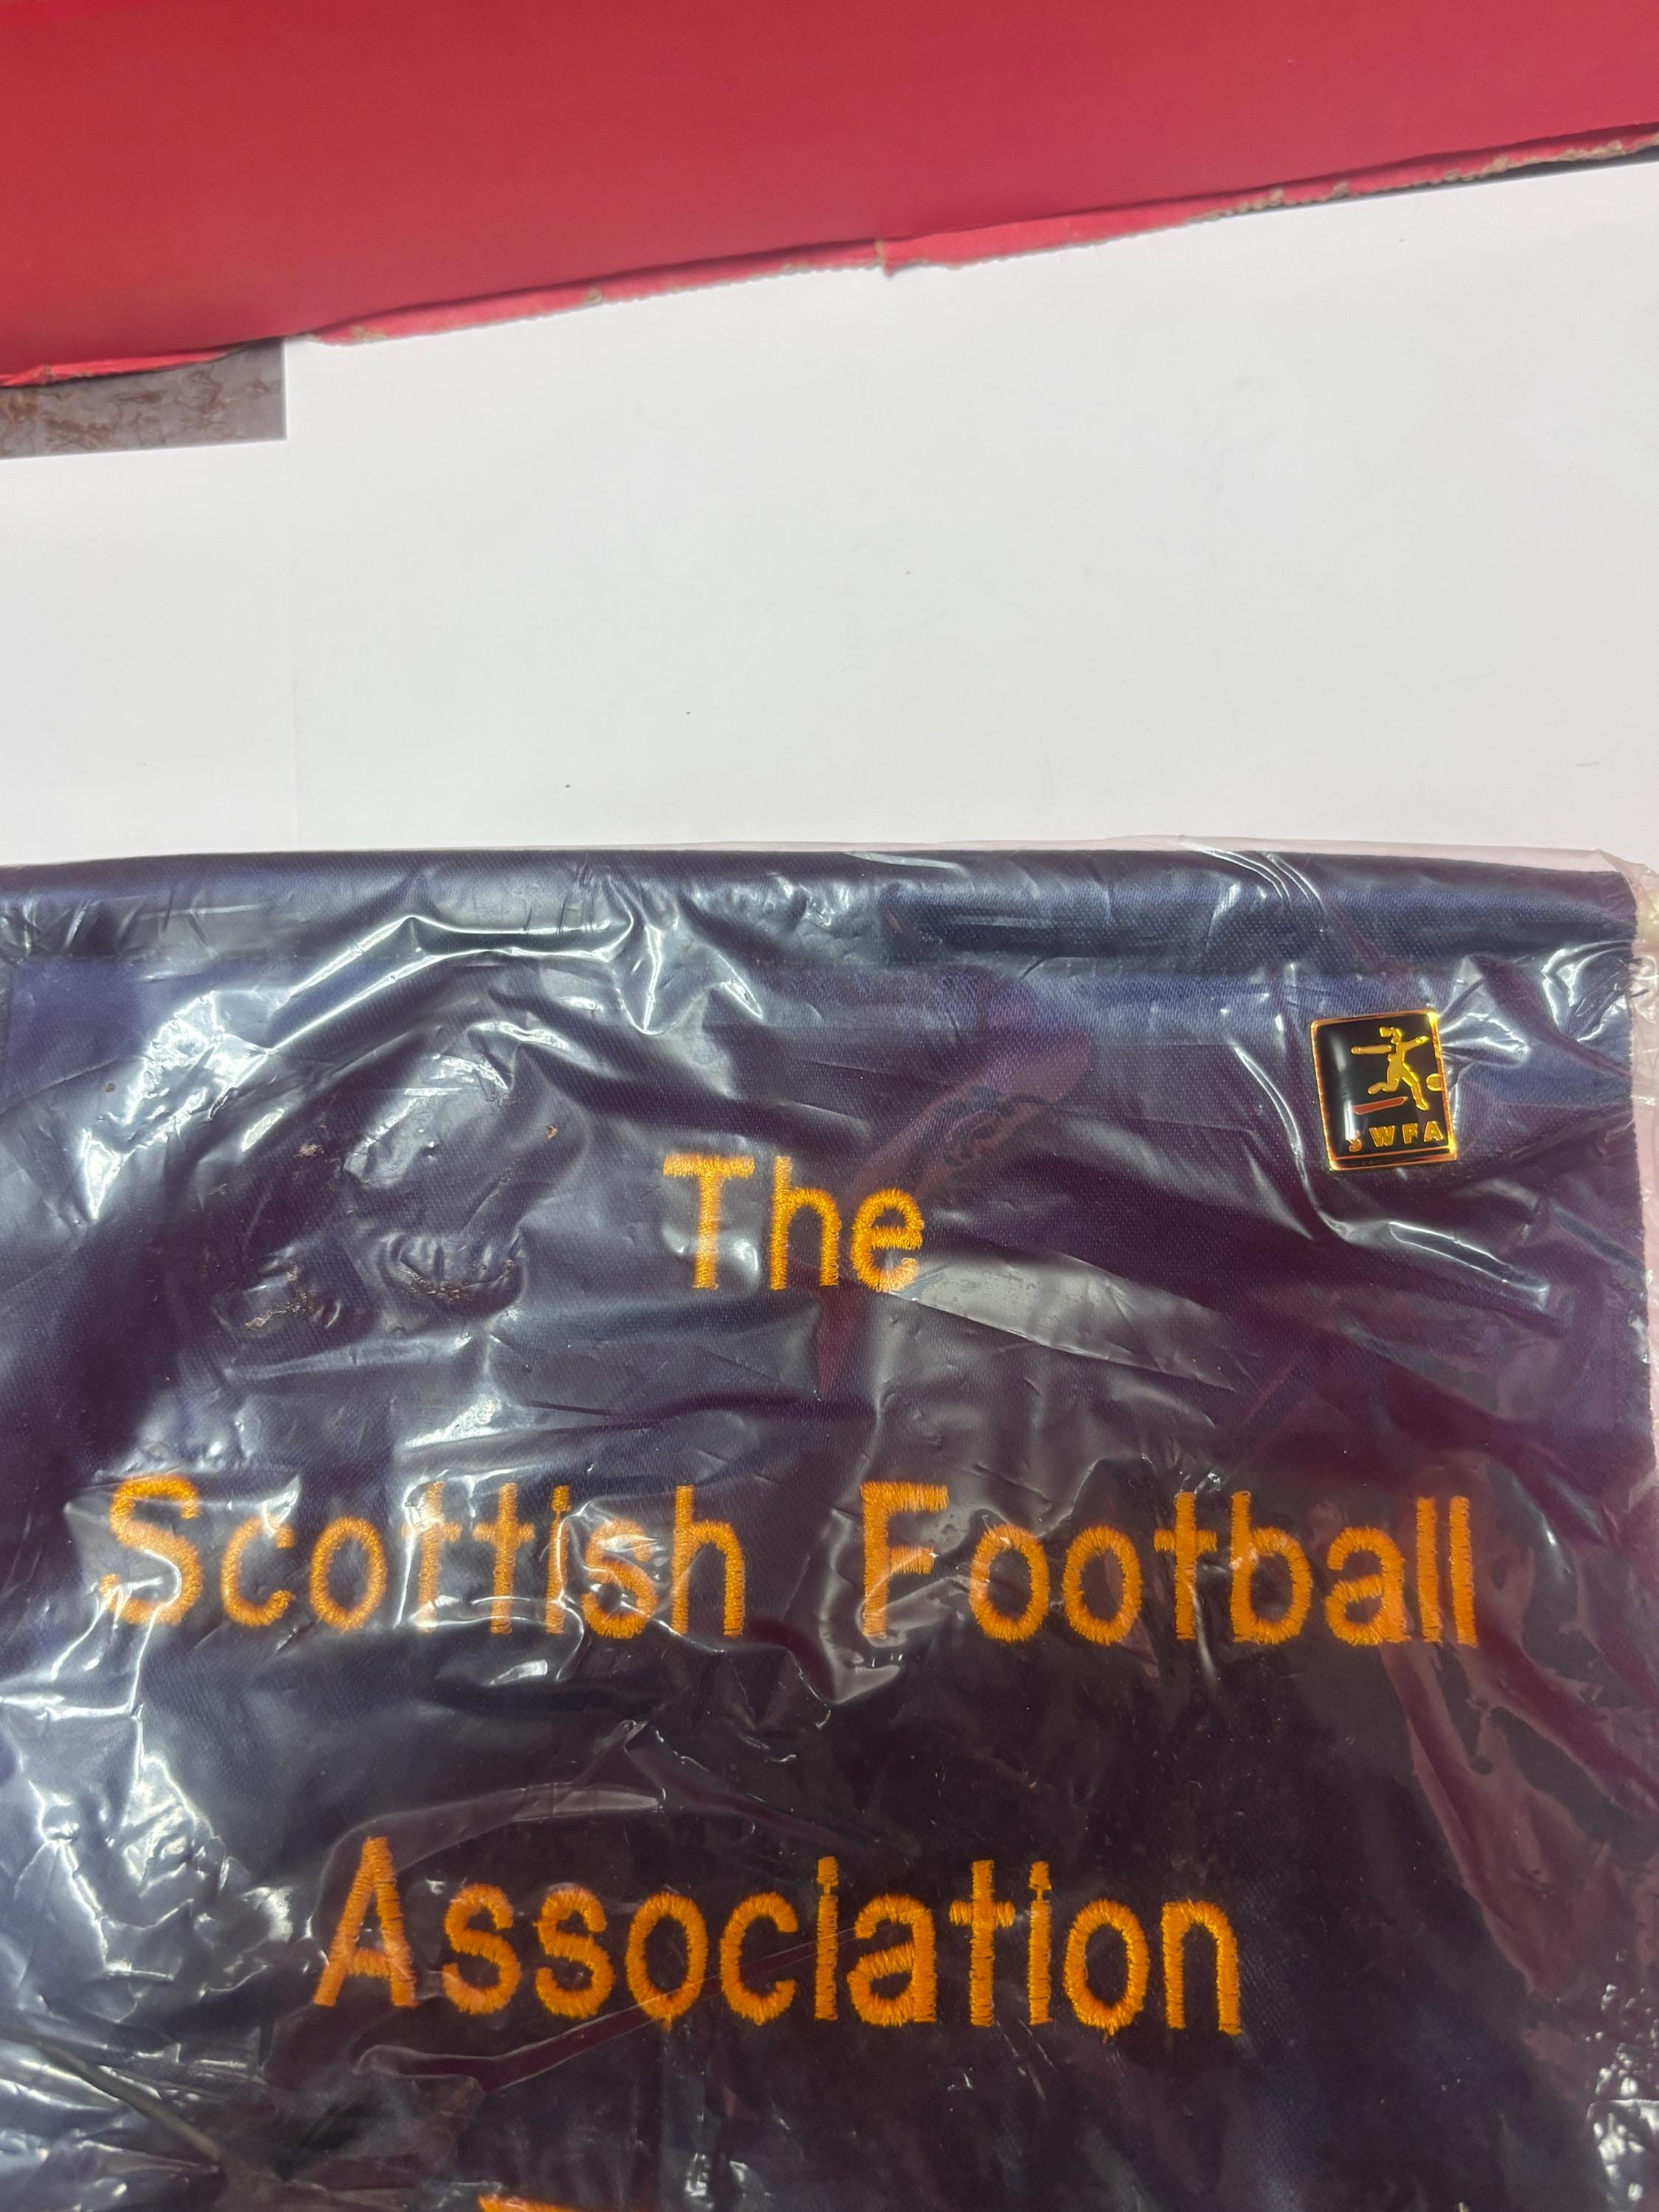 SWFA
The
Scottish Football
Association